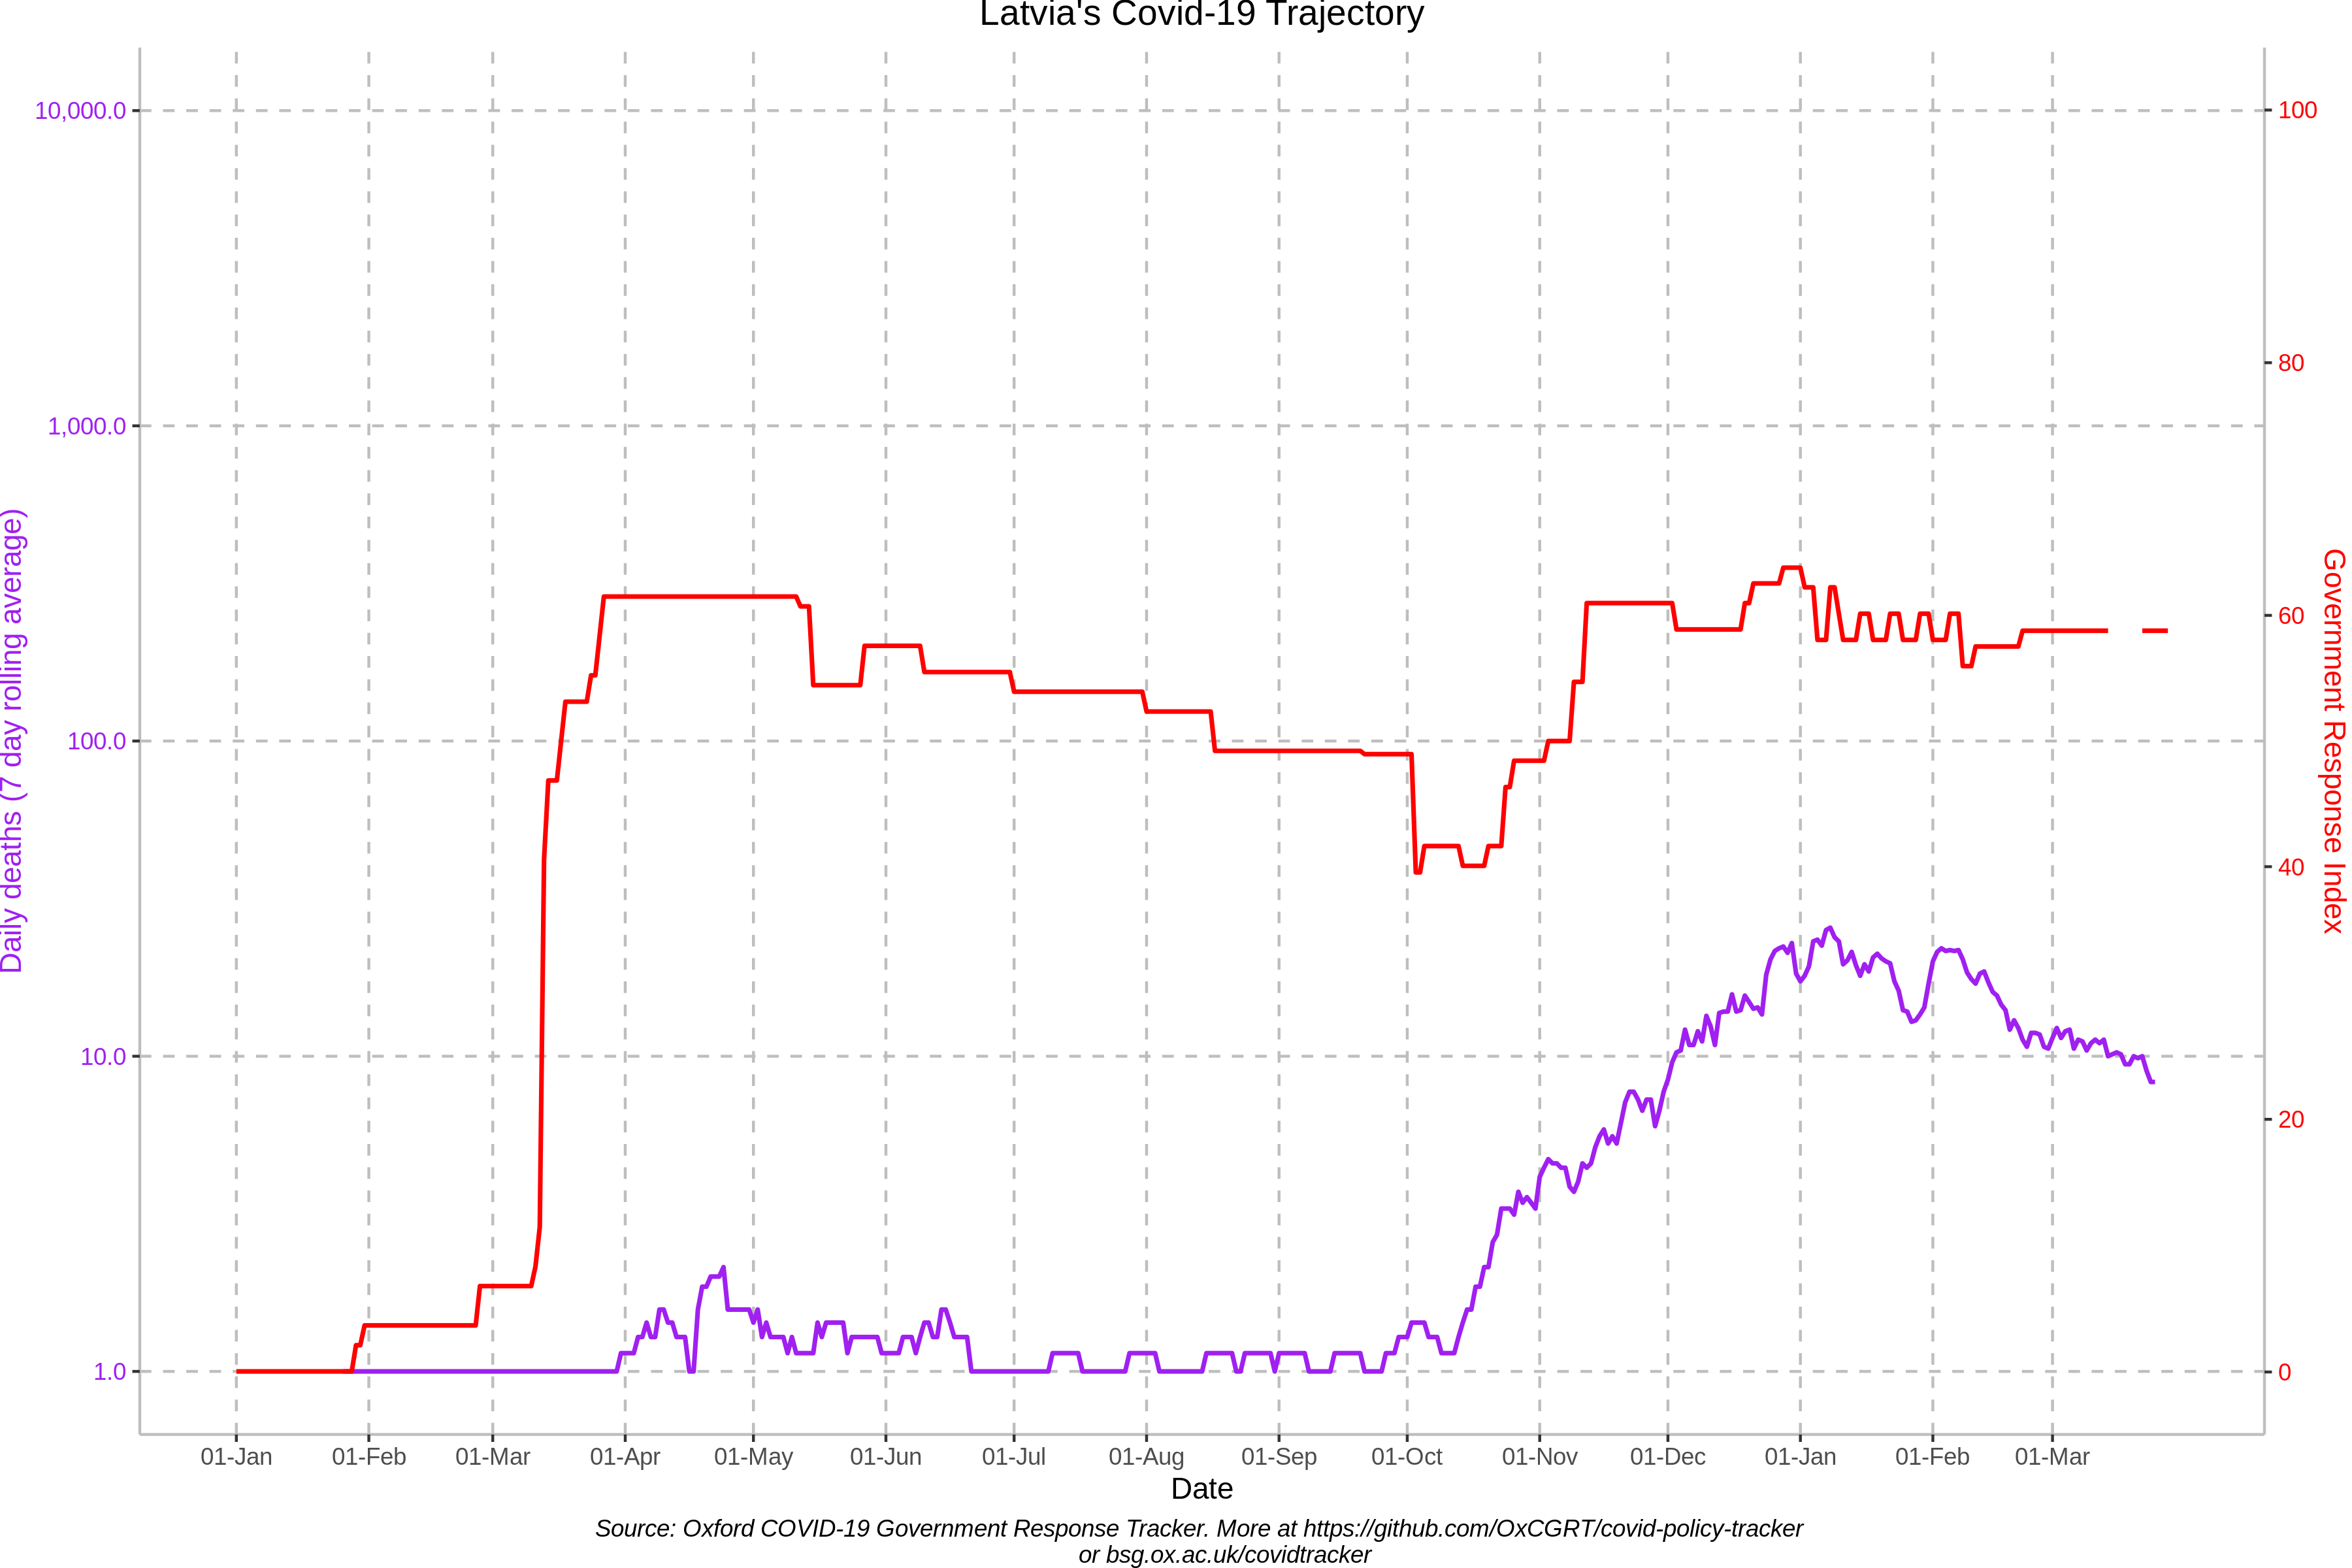 Latvia's Covid-19 Trajectory
10,000.0
1,000.0
100.0
10.0
1.0
Daily deaths (7 day rolling average)
100
80
60
40
20
0
Government Response Index
01-Jan 01-Feb 01-Mar 01-Apr 01-May 01-Jun 01-Jul 01-Aug 01-Sep 01-Oct 01-Nov 01-Dec 01-Jan 01-Feb 01-Mar
Date
Source: Oxford COVID-19 Government Response Tracker. More at https://github.com/OxCGRT/covid-policy-tracker
or bsg.ox.ac.uk/covidtracker